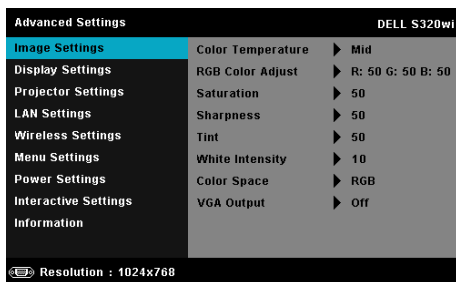 Advanced Settings DELL S320wi
Image Settings Color Temperature Mid
Display Settings RGB Color Adjust R: 50 G: 50 B: 50
Projector Settings Saturation 50
LAN Settings Sharpness 50
Wireless Settings Tint 50
Menu Settings White Intensity 10
Power Settings Color Space RGB
Interactive Settings VGA Output Off
Information
Resolution : 1024x768